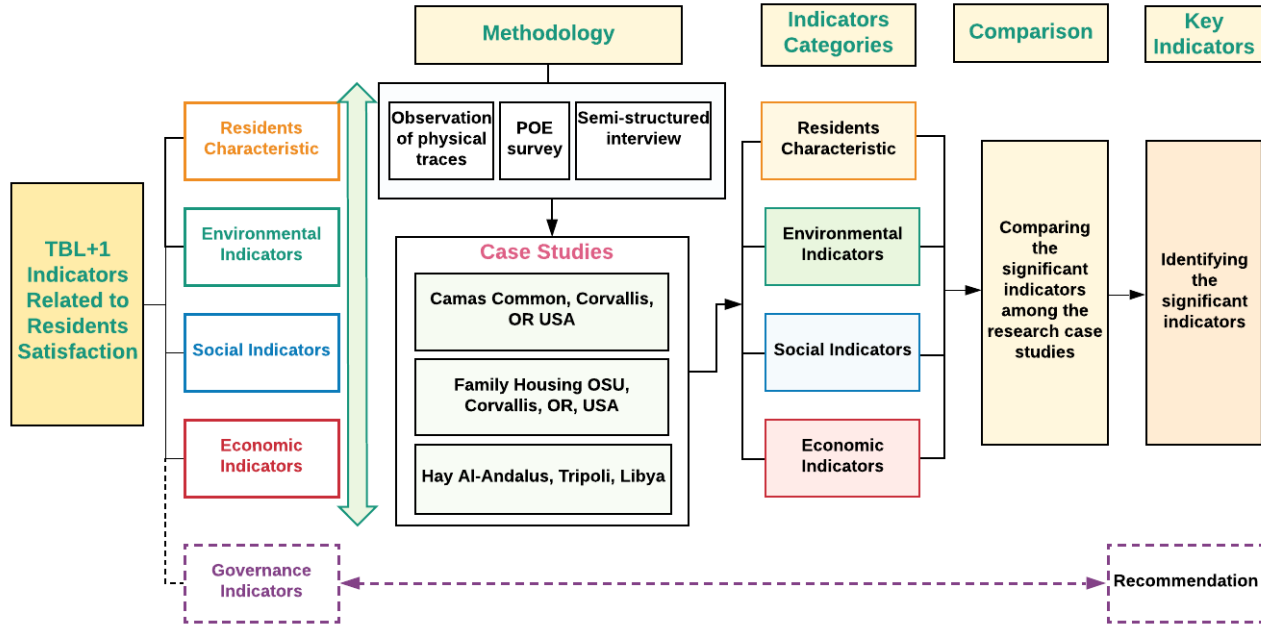 TBL+1
Indicators
Related to
Residents
Satisfaction
Residents
Characteristic
Environmental
Indicators
Social Indicators
Economic
Indicators
Governance
Indicators
Methodology
Observation
of physical
traces
POE
survey
Semi-structured
interview
Case Studies
Camas Common, Corvallis,
OR USA
Family Housing OSU,
Corvallis, OR, USA
Hay Al-Andalus, Tripoli, Libya
Indicators
Categories
Residents
Characteristic
Environmental
Indicators
Social Indicators
Economic
Indicators
Comparison
Comparing
the
significant
indicators
among the
research case
studies
Key
Indicators
Identifying
the
significant
indicators
Recommendation